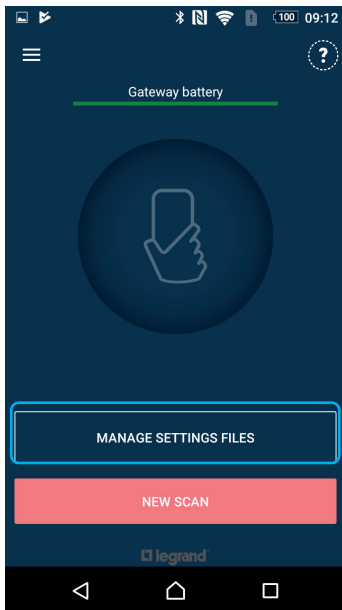 100 09:12
?
Gateway battery
MANAGE SETTINGS FILES
NEW SCAN
legrand